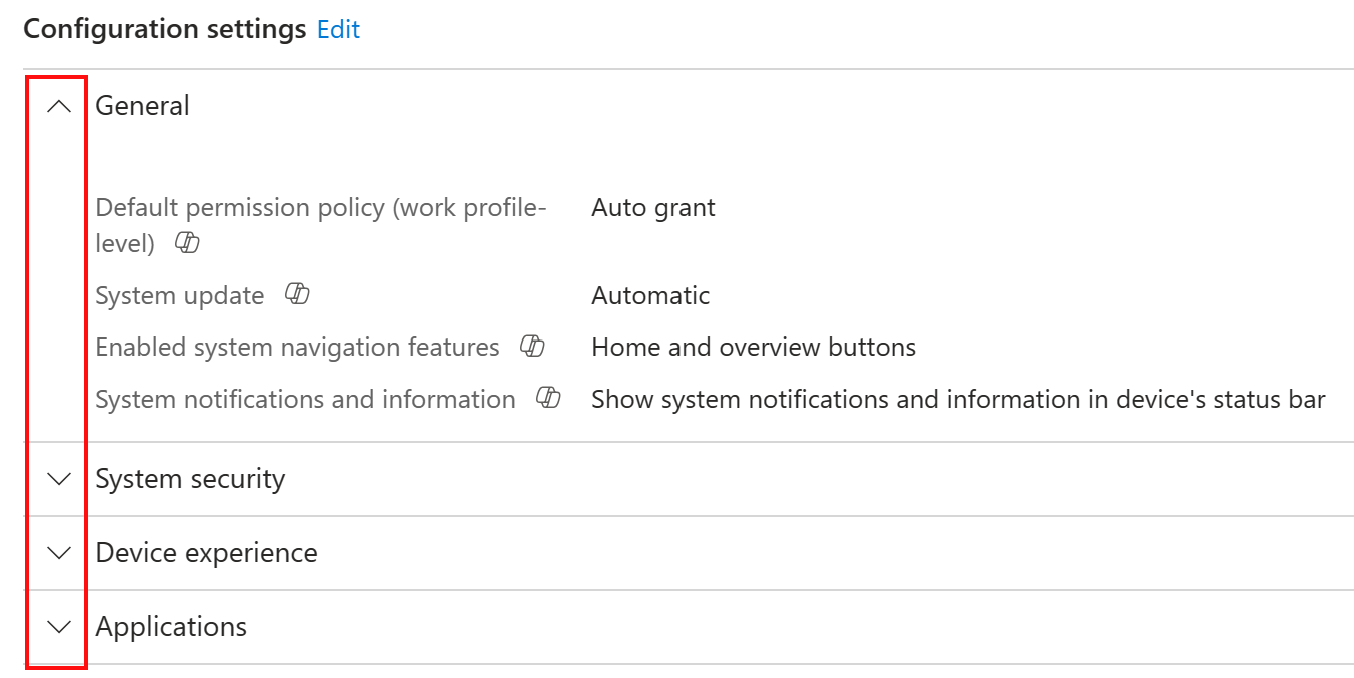 Configuration settings Edit
General
Default permission policy (work profile-
level)
Auto grant
System update Automatic
Enabled system navigation features Home and overview buttons
System notifications and information Show system notifications and information in device's status bar
System security
Device experience
Applications